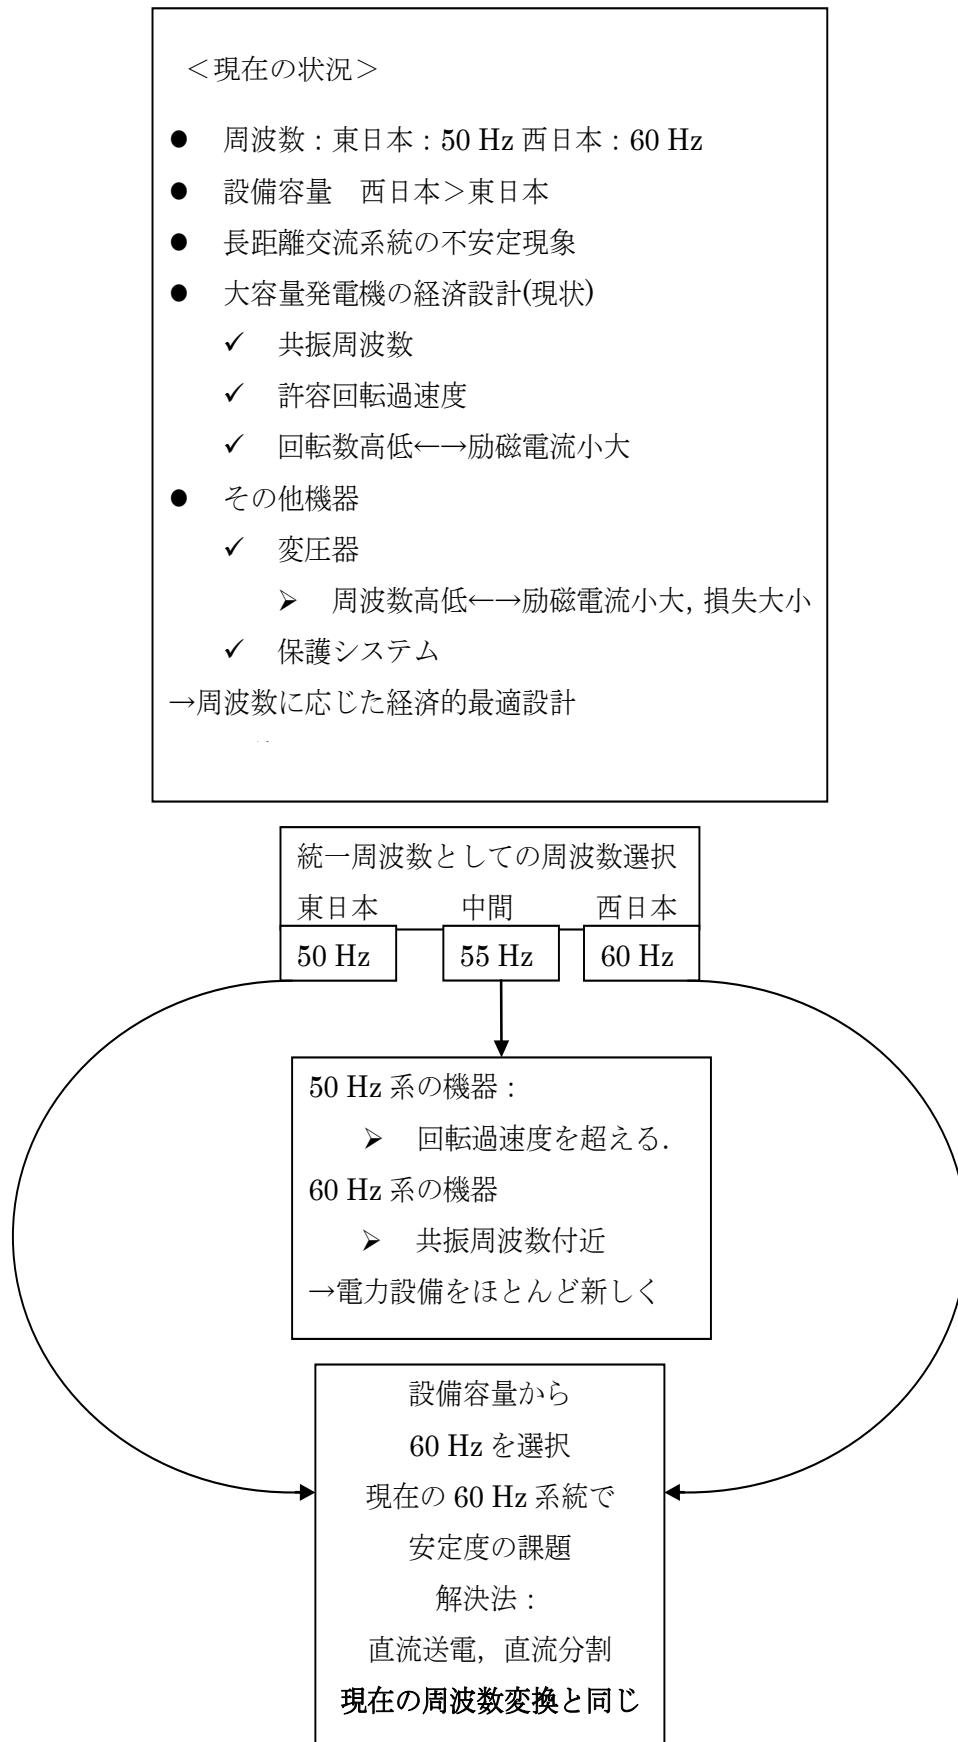 ＜現在の状況＞
● 周波数：東日本：50 Hz 西日本：60 Hz
● 設備容量　西日本＞東日本
● 長距離交流系統の不安定現象
● 大容量発電機の経済設計(現状)
✓ 共振周波数
✓ 許容回転過速度
✓ 回転数高低←→励磁電流小大
● その他機器
✓ 変圧器
➢ 周波数高低←→励磁電流小大, 損失大小
✓ 保護システム
→周波数に応じた経済的最適設計
統一周波数としての周波数選択
東日本　中間　西日本
50 Hz　55 Hz　60 Hz
50 Hz 系の機器：
➢ 回転過速度を超える.
60 Hz 系の機器
➢ 共振周波数付近
→電力設備をほとんど新しく
設備容量から
60 Hz を選択
現在の 60 Hz 系統で
安定度の課題
解決法：
直流送電，直流分割
現在の周波数変換と同じ